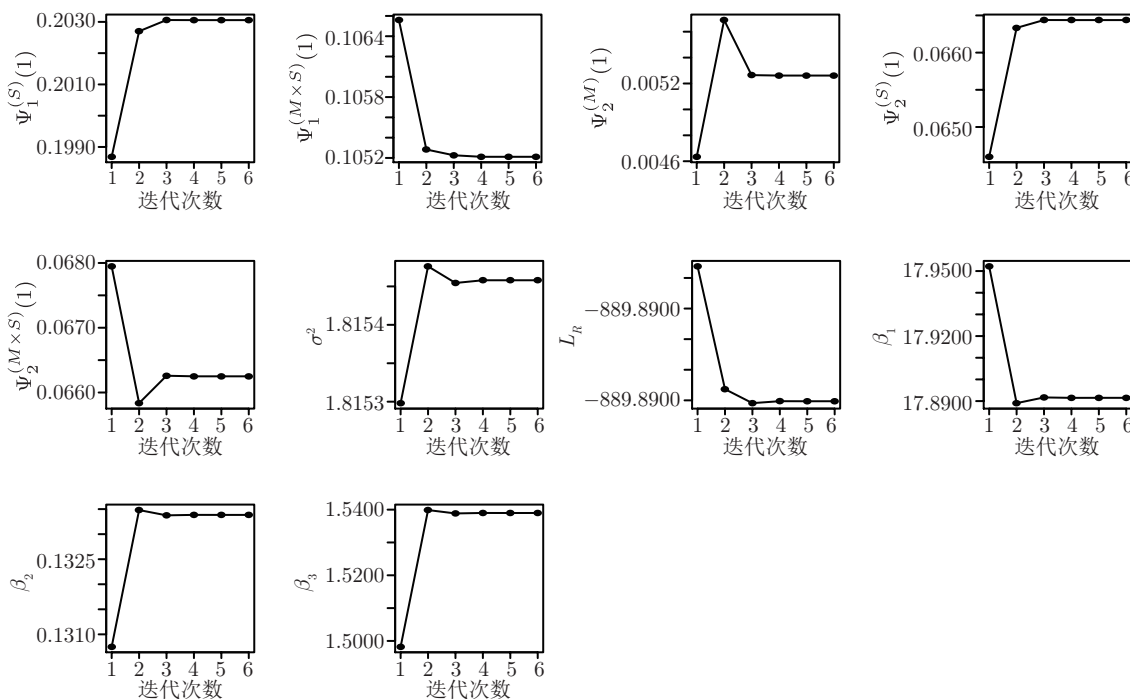 Ψ₁⁽ˢ⁾(1)
0.2030
0.2010
0.1990
1 2 3 4 5 6
迭代次数
Ψ₁⁽ᴹ ˣ ˢ⁾(1)
0.1064
0.1058
0.1052
1 2 3 4 5 6
迭代次数
Ψ₂⁽ᴹ⁾(1)
0.0052
0.0046
1 2 3 4 5 6
迭代次数
Ψ₂⁽ˢ⁾(1)
0.0660
0.0650
1 2 3 4 5 6
迭代次数
Ψ₂⁽ᴹ ˣ ˢ⁾(1)
0.0680
0.0670
0.0660
1 2 3 4 5 6
迭代次数
σ²
1.8154
1.8153
1 2 3 4 5 6
迭代次数
L_R
−889.8900
−889.8900
1 2 3 4 5 6
迭代次数
β₁
17.9500
17.9200
17.8900
1 2 3 4 5 6
迭代次数
β₂
0.1325
0.1310
1 2 3 4 5 6
迭代次数
β₃
1.5400
1.5200
1.5000
1 2 3 4 5 6
迭代次数